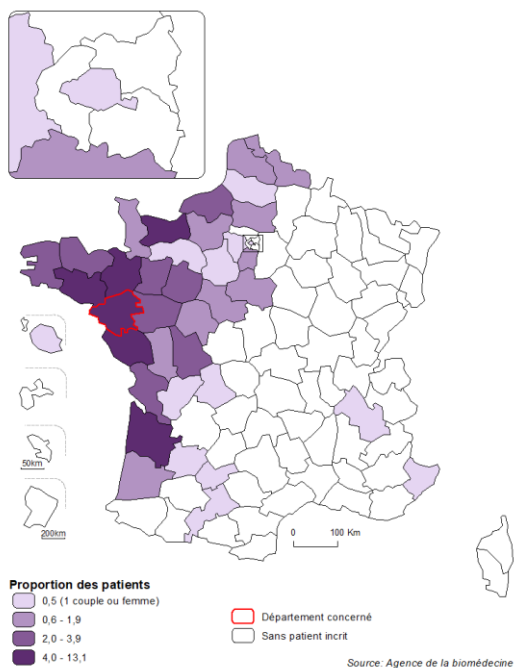 50km
200km
0 100 Km
Proportion des patients
0,5 (1 couple ou femme)
0,6 - 1,9
2,0 - 3,9
4,0 - 13,1
Département concerné
Sans patient incrit
Source: Agence de la biomédecine